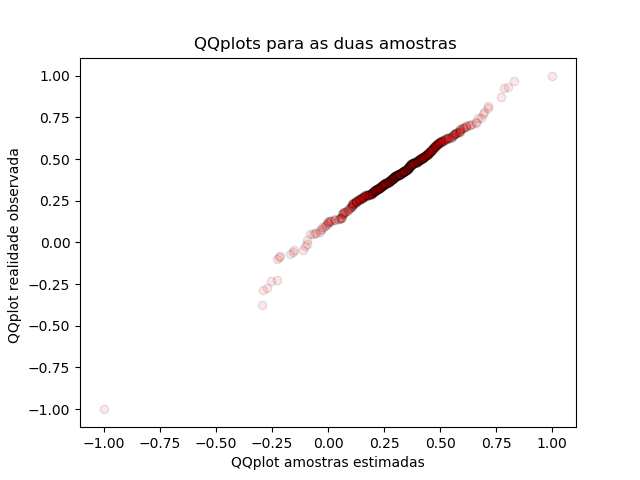 QQplots para as duas amostras
1.00
0.75
0.50
0.25
0.00
−0.25
−0.50
−0.75
−1.00
QQplot realidade observada
−1.00 −0.75 −0.50 −0.25 0.00 0.25 0.50 0.75 1.00
QQplot amostras estimadas